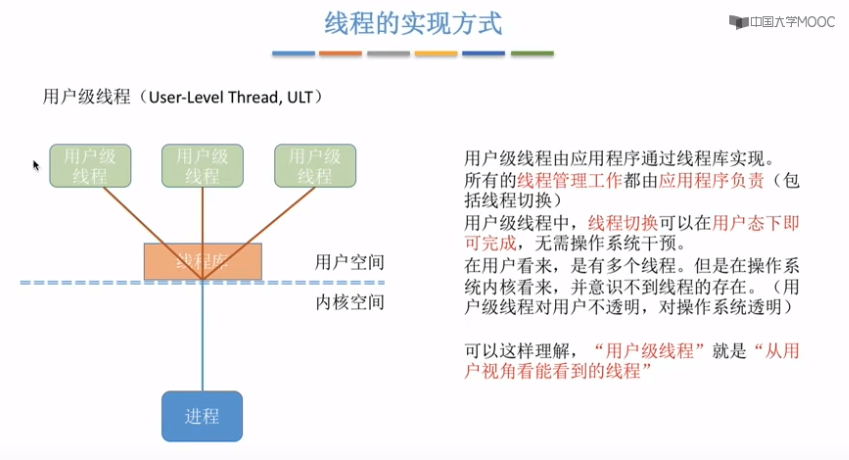 线程的实现方式
中国大学MOOC
用户级线程（User-Level Thread, ULT）
用户级
线程
用户级
线程
用户级
线程
线程库
用户空间
内核空间
进程
用户级线程由应用程序通过线程库实现。
所有的线程管理工作都由应用程序负责（包
括线程切换）
用户级线程中，线程切换可以在用户态下即
可完成，无需操作系统干预。
在用户看来，是有多个线程。但是在操作系
统内核看来，并意识不到线程的存在。（用
户级线程对用户不透明，对操作系统透明）
可以这样理解，“用户级线程”就是“从用
户视角看能看到的线程”